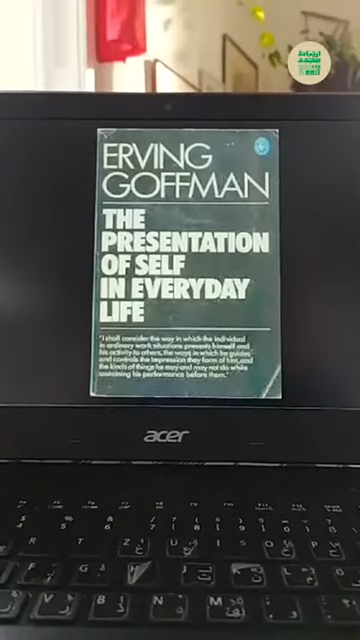 ERVING
GOFFMAN
THE
PRESENTATION
OF SELF
IN EVERYDAY
LIFE
"I shall consider the way in which the individual
in ordinary work situations presents himself and
his activity to others, the ways in which he guides
and controls the impression they form of him, and
the kinds of things he may and may not do while
sustaining his performance before them."
acer
R T Z U I O P
F G H J
V B N M